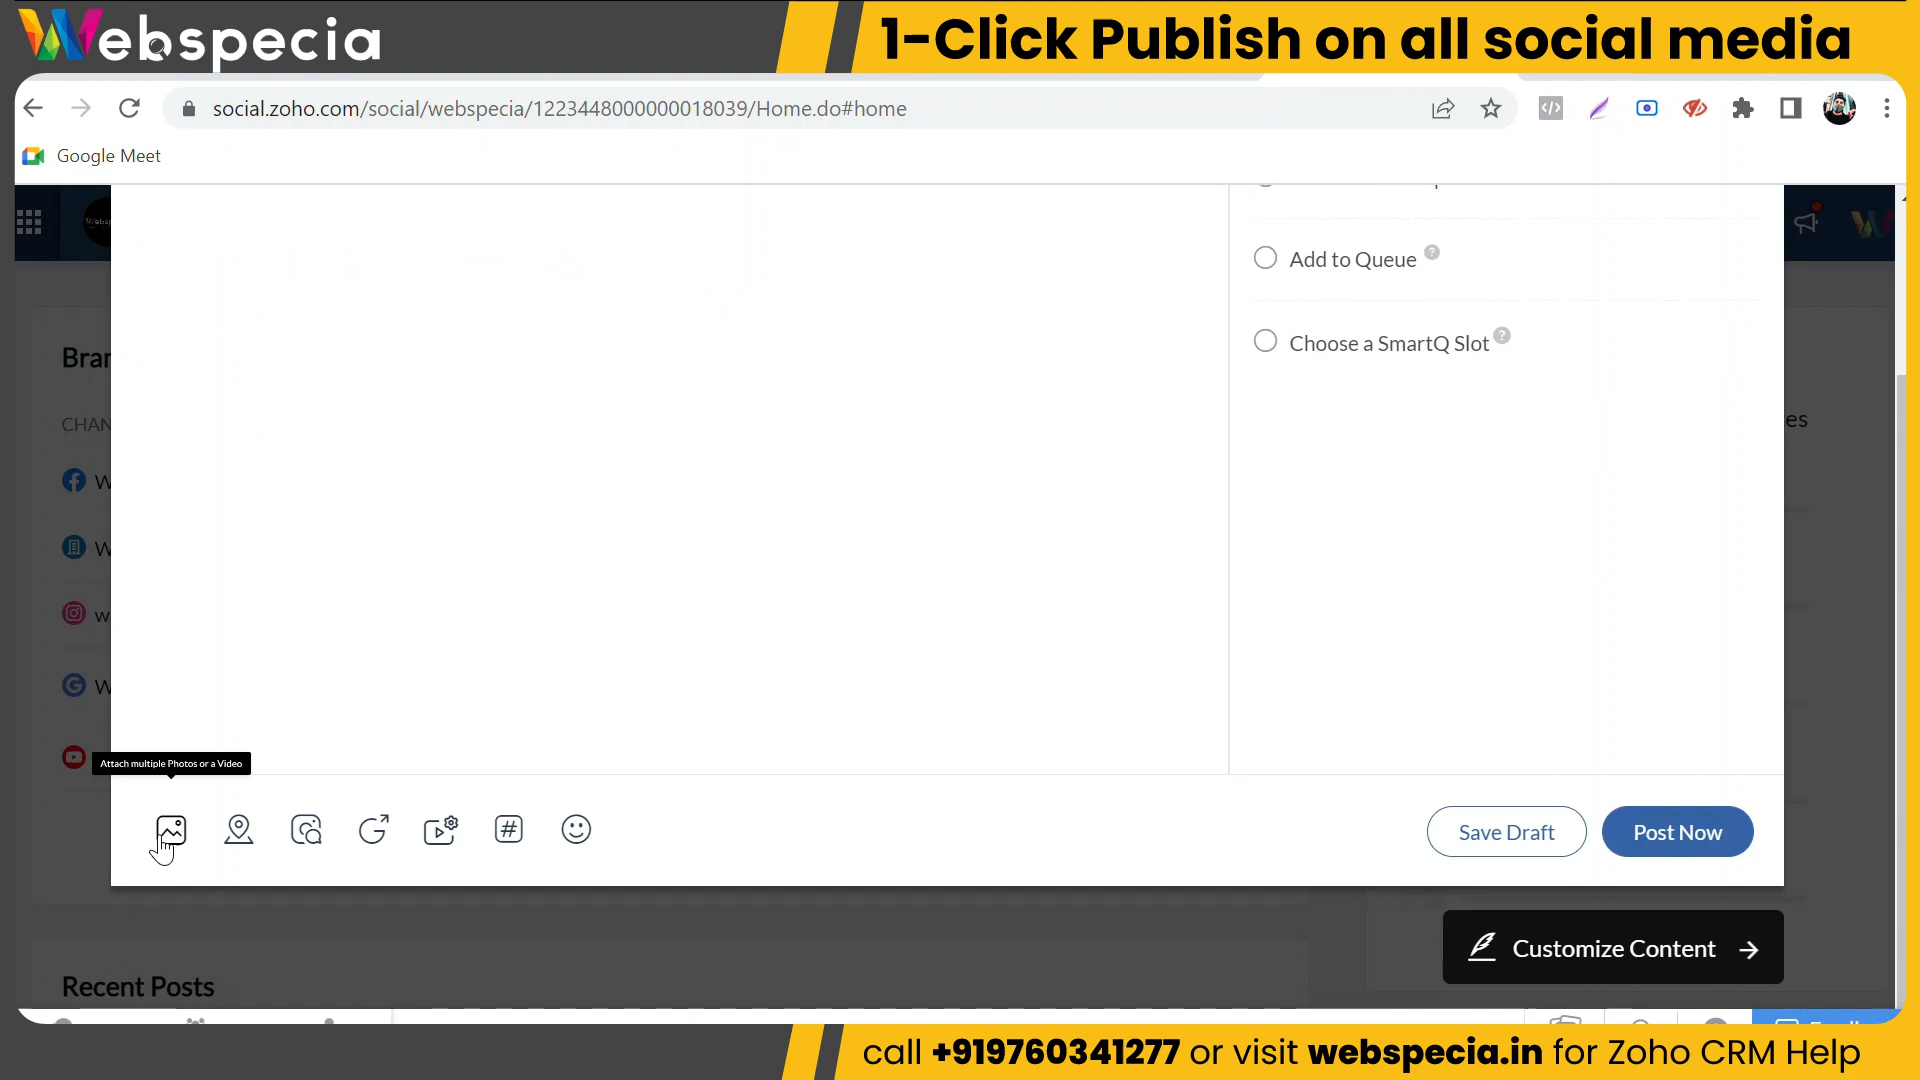 Webspecia
1-Click Publish on all social media
social.zoho.com/social/webspecia/1223448000000018039/Home.do#home
Google Meet
Add to Queue ?
Choose a SmartQ Slot ?
Bran
CHAN
es
W
W
w
W
Attach multiple Photos or a Video
#
Save Draft
Post Now
Customize Content
Recent Posts
call +919760341277 or visit webspecia.in for Zoho CRM Help